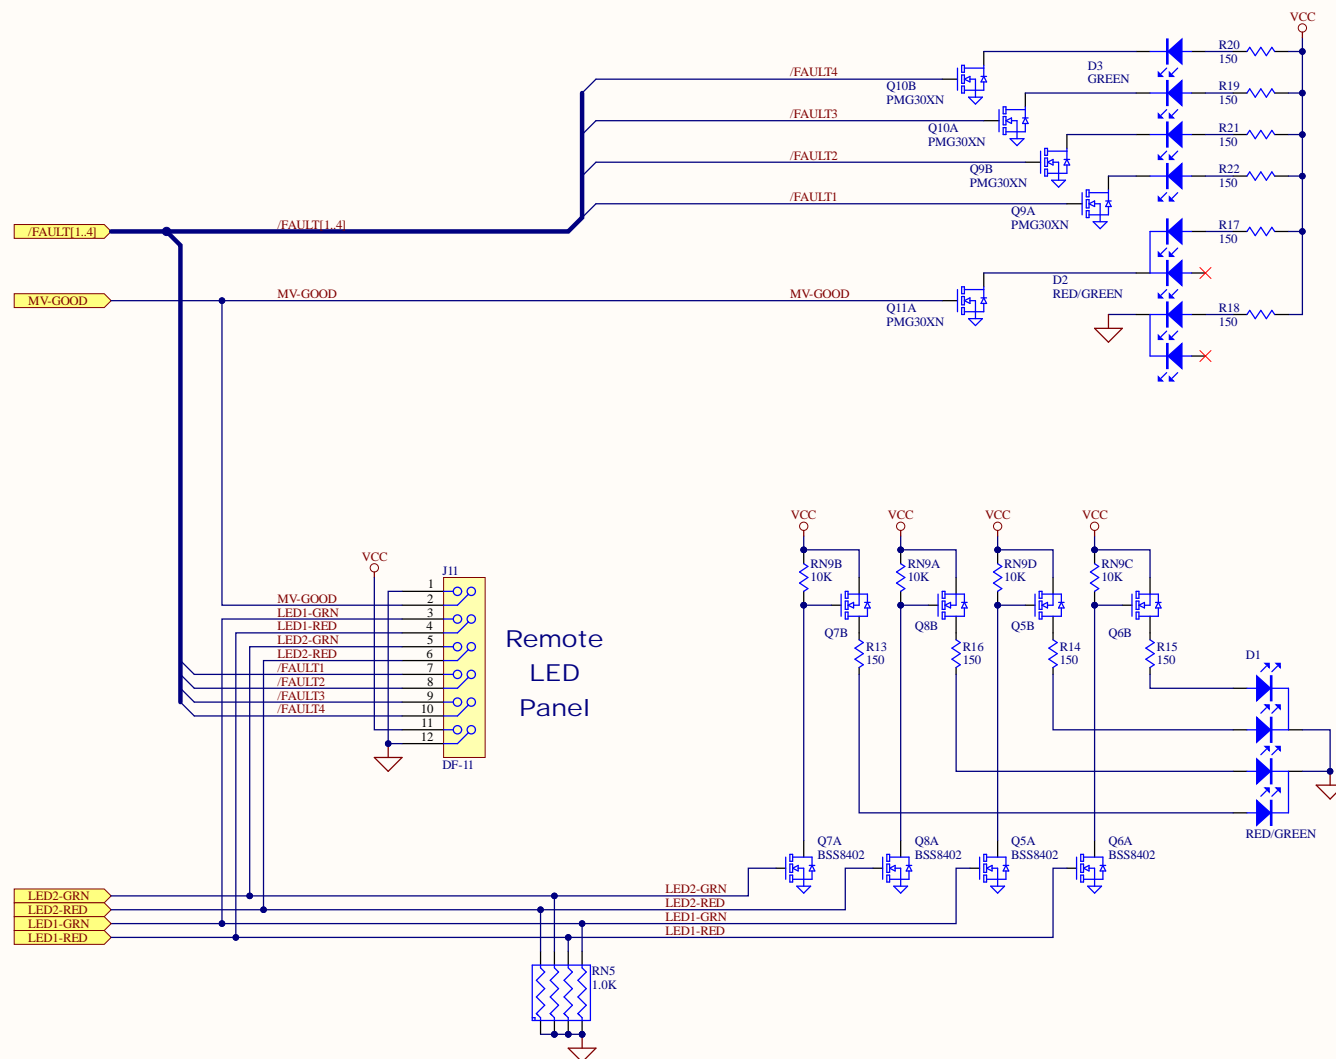 VCC
R20
150
D3
GREEN
/FAULT4
Q10B
PMG30XN
R19
150
/FAULT3
Q10A
PMG30XN
R21
150
/FAULT2
Q9B
PMG30XN
R22
150
/FAULT1
Q9A
PMG30XN
/FAULT[1..4]
/FAULT[1..4]
R17
150
D2
RED/GREEN
MV-GOOD
MV-GOOD
MV-GOOD
Q11A
PMG30XN
R18
150
VCC
VCC
VCC
VCC
RN9B
10K
RN9A
10K
RN9D
10K
RN9C
10K
Q7B
Q8B
Q5B
Q6B
R13
150
R16
150
R14
150
R15
150
D1
RED/GREEN
VCC
J11
1
MV-GOOD 2
LED1-GRN 3
LED1-RED 4
LED2-GRN 5
LED2-RED 6
/FAULT1 7
/FAULT2 8
/FAULT3 9
/FAULT4 10
11
12
DF-11
Remote
LED
Panel
Q7A
BSS8402
Q8A
BSS8402
Q5A
BSS8402
Q6A
BSS8402
LED2-GRN
LED2-RED
LED1-GRN
LED1-RED
LED2-GRN
LED2-RED
LED1-GRN
LED1-RED
RN5
1.0K